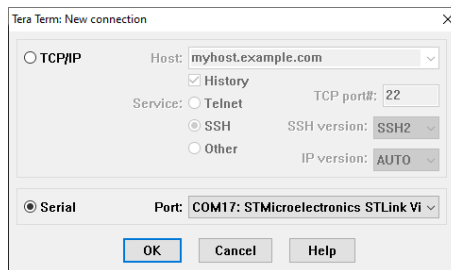 Tera Term: New connection
TCP/IP
Host: myhost.example.com
History
Service: Telnet
TCP port#: 22
SSH
SSH version: SSH2
Other
IP version: AUTO
Serial
Port: COM17: STMicroelectronics STLink Vi
OK Cancel Help